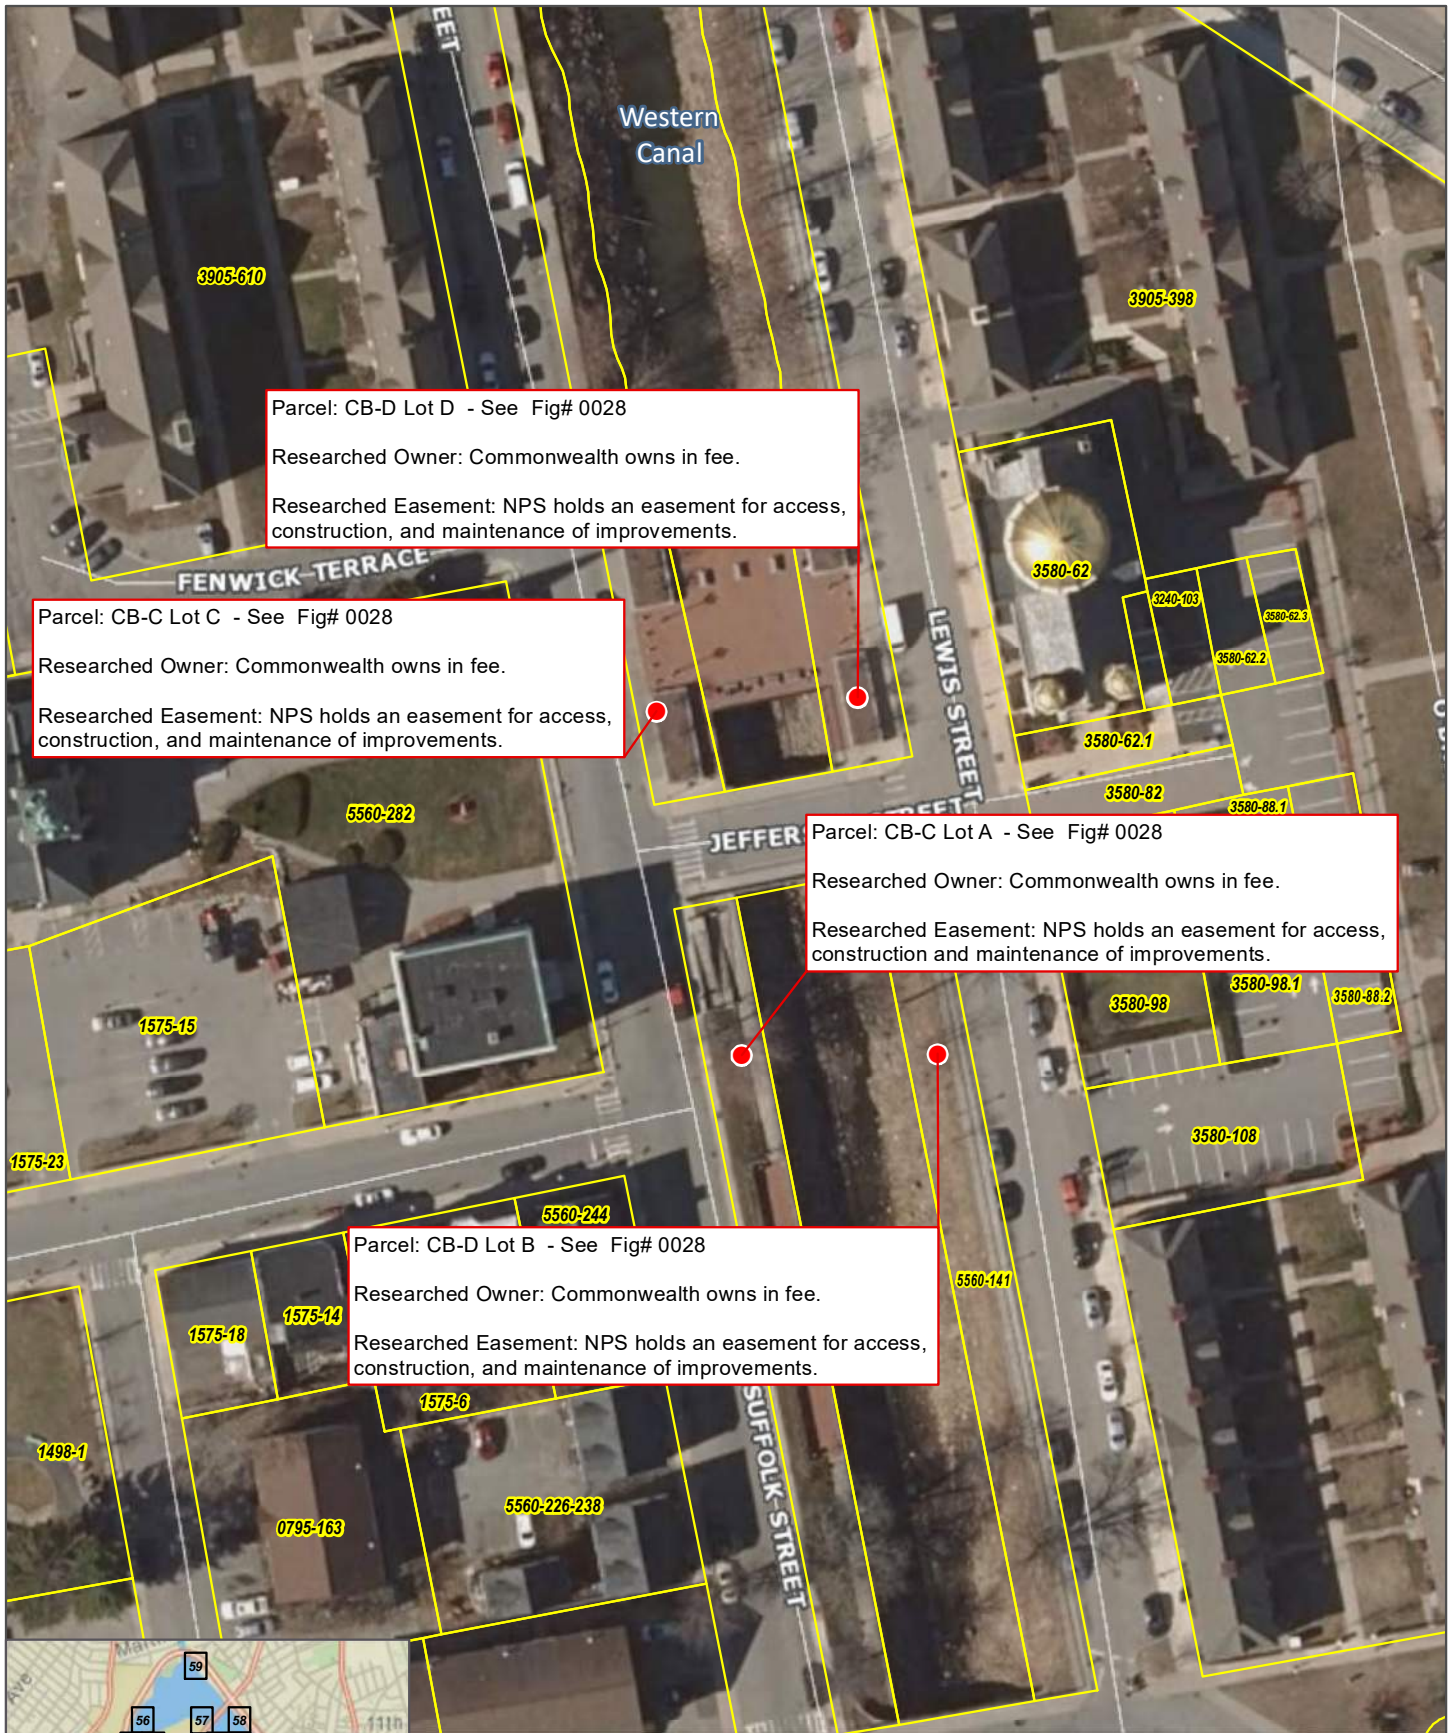 EET
Western
Canal
3905-610
3905-398
Parcel: CB-D Lot D - See Fig# 0028
Researched Owner: Commonwealth owns in fee.
Researched Easement: NPS holds an easement for access,
construction, and maintenance of improvements.
FENWICK TERRACE
3580-62
3240-103
3580-62.3
3580-62.2
Parcel: CB-C Lot C - See Fig# 0028
Researched Owner: Commonwealth owns in fee.
Researched Easement: NPS holds an easement for access,
construction, and maintenance of improvements.
LEWIS STREET
3580-62.1
3580-82
3580-88.1
5560-282
JEFFERS
STREET
Parcel: CB-C Lot A - See Fig# 0028
Researched Owner: Commonwealth owns in fee.
Researched Easement: NPS holds an easement for access,
construction and maintenance of improvements.
3580-98
3580-98.1
3580-88.2
1575-15
3580-108
1575-23
5560-244
Parcel: CB-D Lot B - See Fig# 0028
Researched Owner: Commonwealth owns in fee.
Researched Easement: NPS holds an easement for access,
construction, and maintenance of improvements.
5560-141
1575-14
1575-18
1575-6
SUFFOLK STREET
1498-1
5560-226-238
0795-163
59
Ave
56
57
58
11th